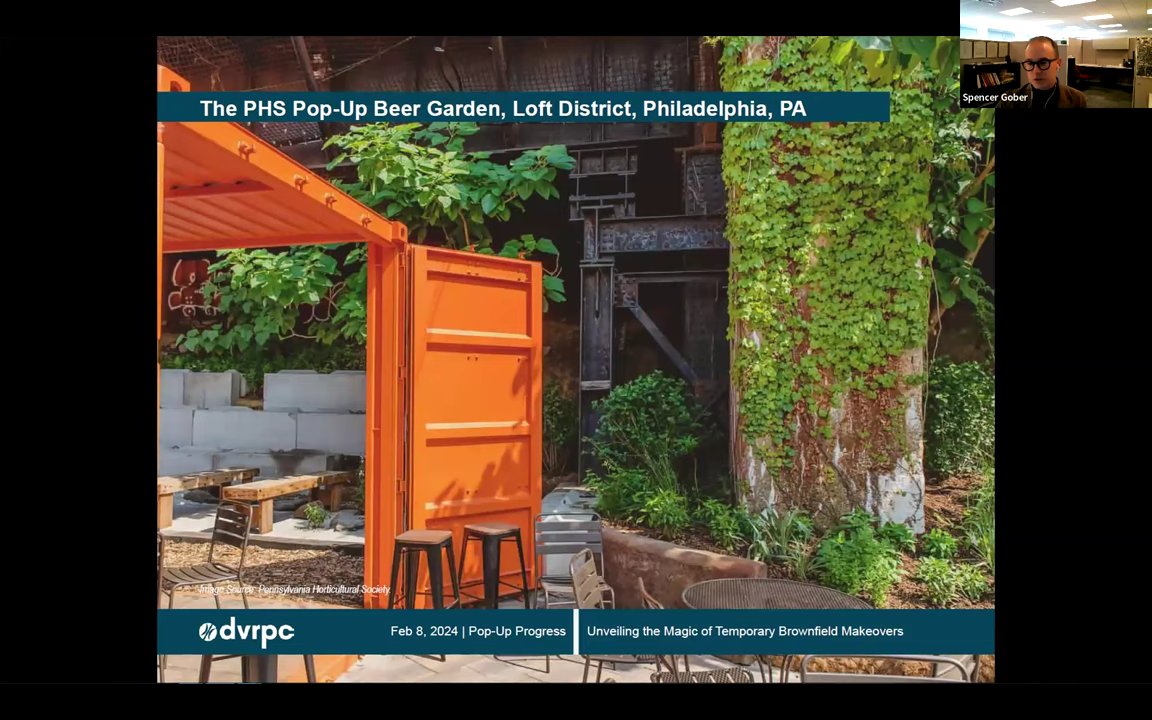 Spencer Gober
The PHS Pop-Up Beer Garden, Loft District, Philadelphia, PA
Image Source: Pennsylvania Horticultural Society.
dvrpc
Feb 8, 2024 | Pop-Up Progress
Unveiling the Magic of Temporary Brownfield Makeovers